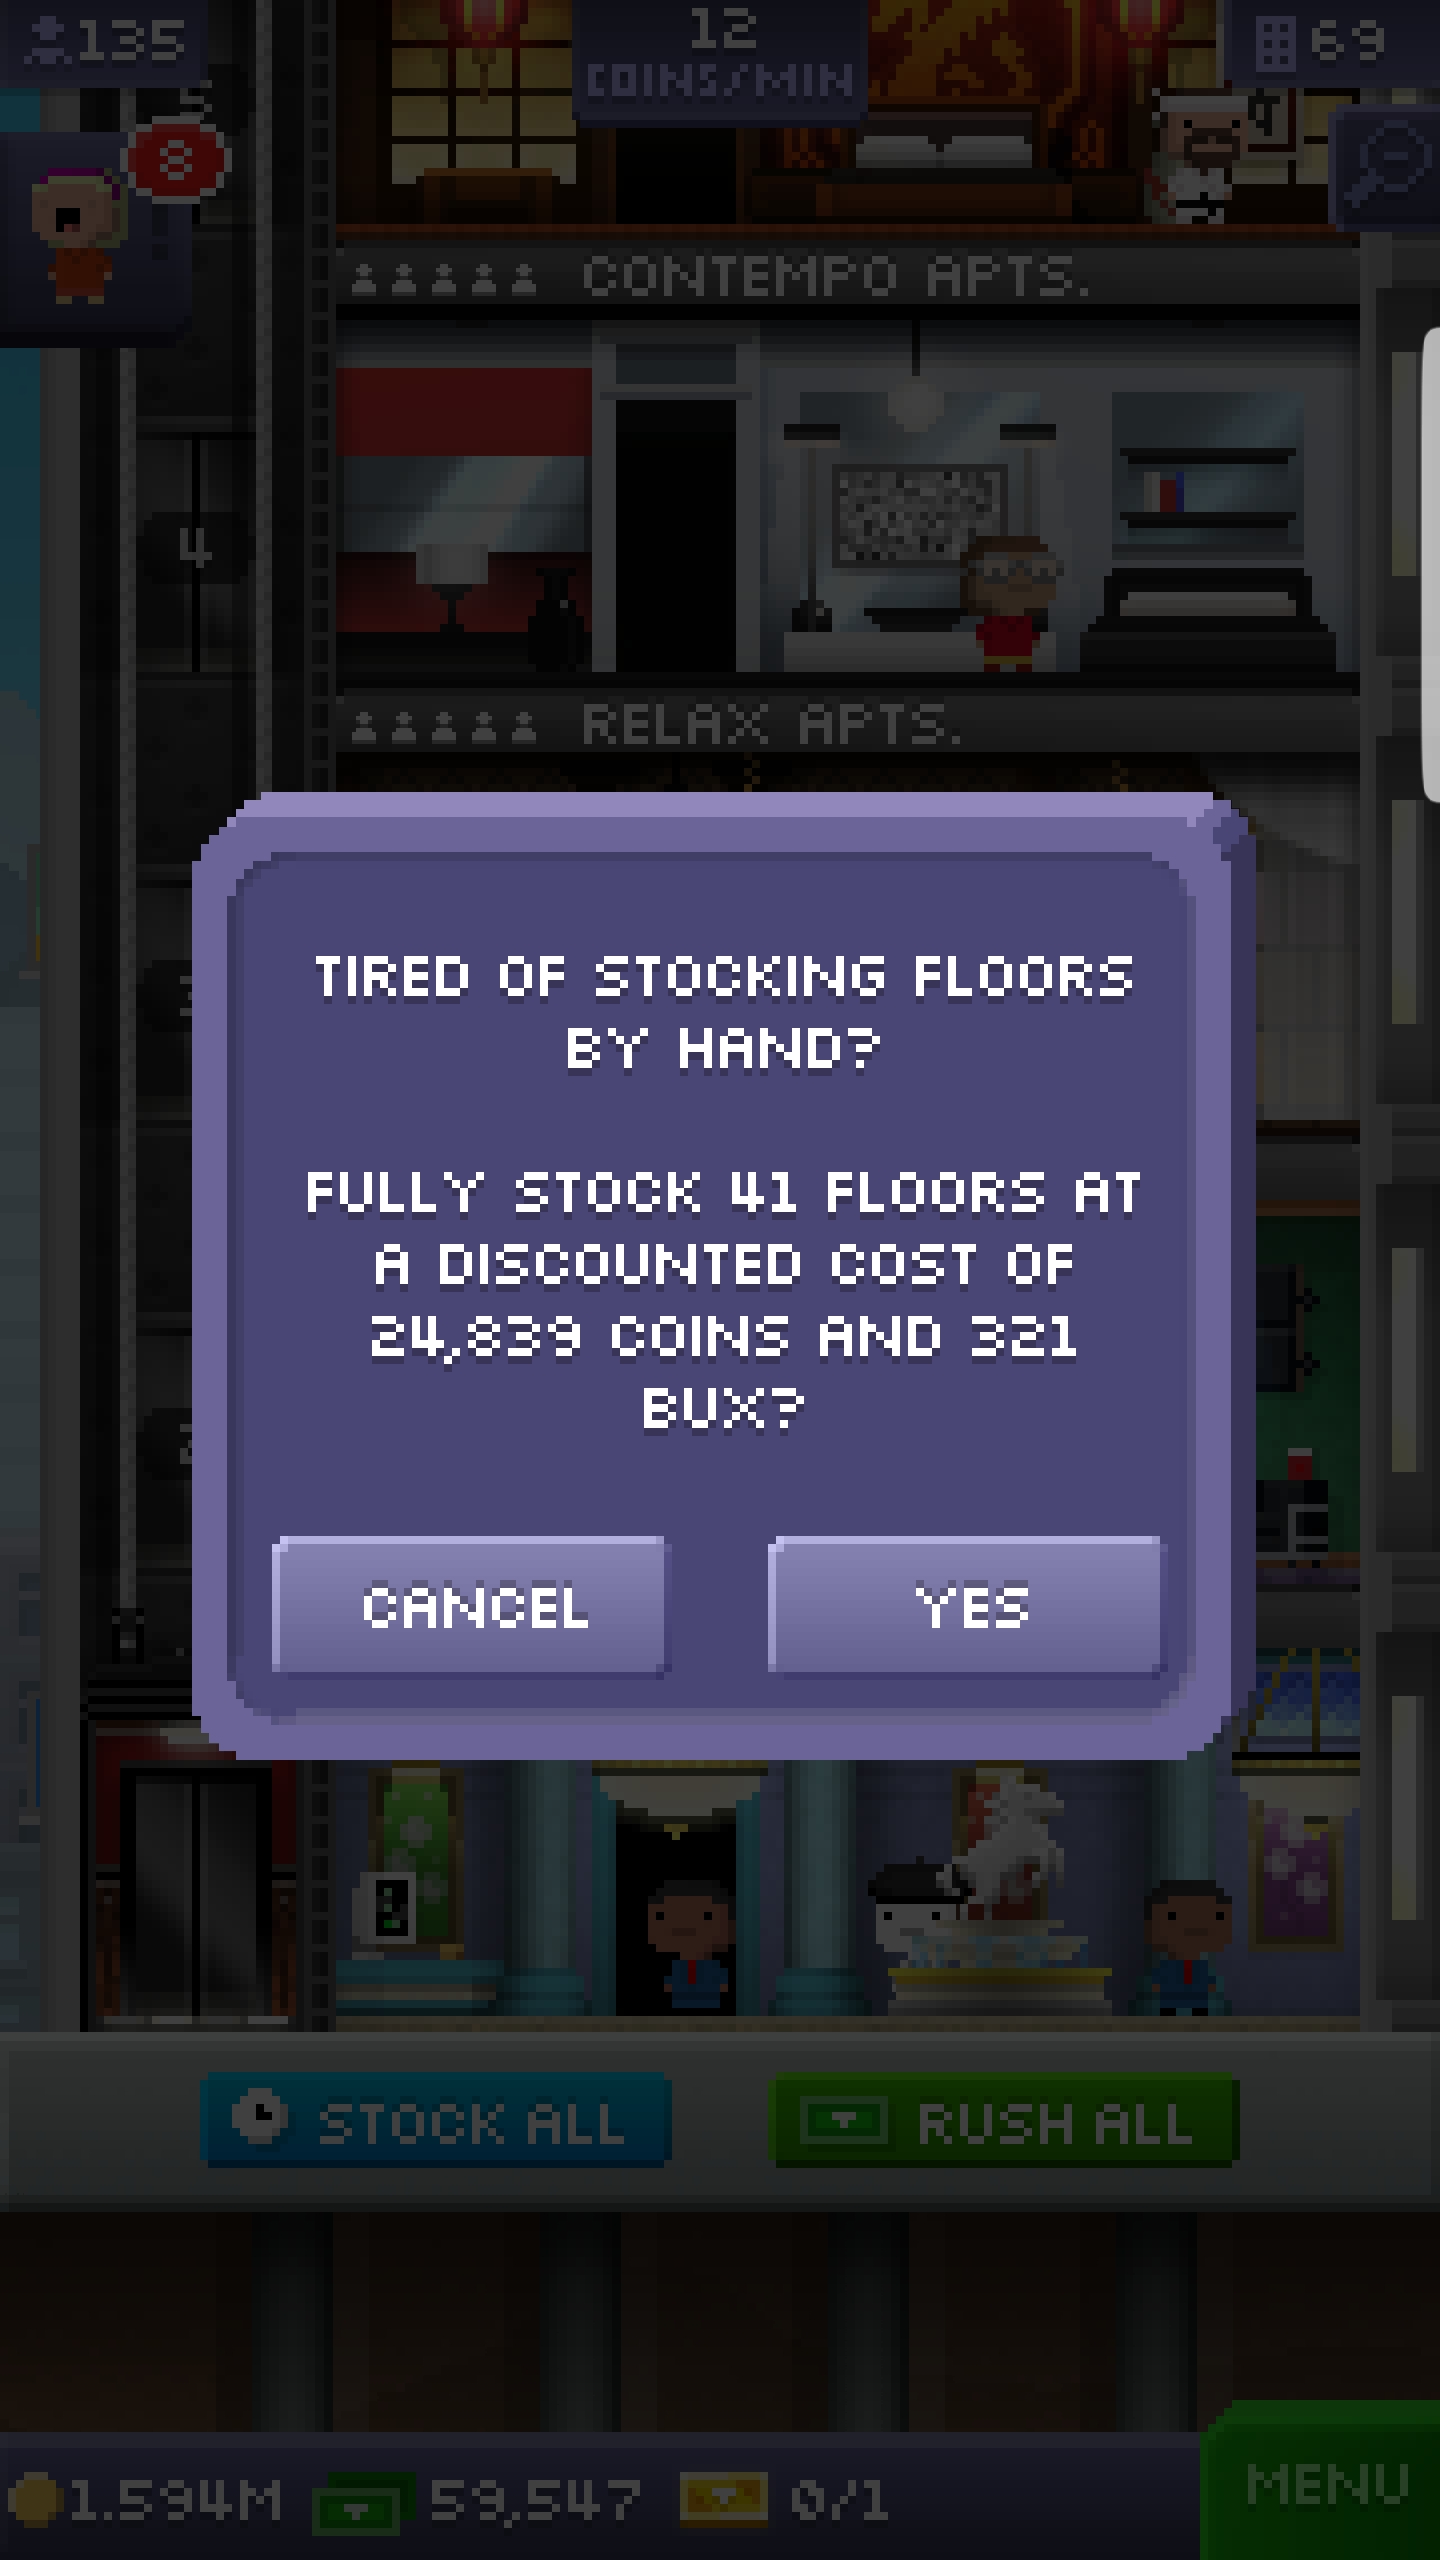 135
12
COINS/MIN
69
5
8
CONTEMPO APTS.
4
RELAX APTS.
TIRED OF STOCKING FLOORS
BY HAND?
FULLY STOCK 41 FLOORS AT
A DISCOUNTED COST OF
24,839 COINS AND 321
BUX?
CANCEL
YES
STOCK ALL
RUSH ALL
1.594M
59,547
0/1
MENU